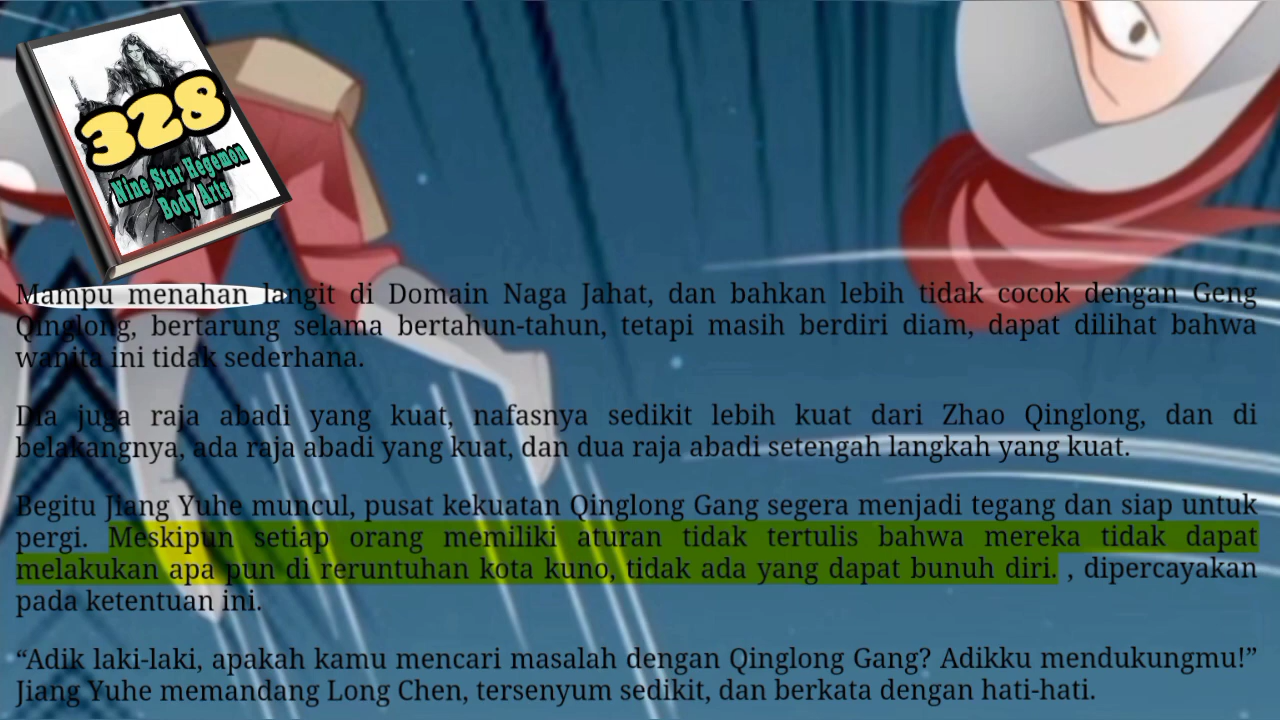 328
Nine Star Hegemon
Body Arts
Mampu menahan langit di Domain Naga Jahat, dan bahkan lebih tidak cocok dengan Geng
Qinglong, bertarung selama bertahun-tahun, tetapi masih berdiri diam, dapat dilihat bahwa
wanita ini tidak sederhana.
Dia juga raja abadi yang kuat, nafasnya sedikit lebih kuat dari Zhao Qinglong, dan di
belakangnya, ada raja abadi yang kuat, dan dua raja abadi setengah langkah yang kuat.
Begitu Jiang Yuhe muncul, pusat kekuatan Qinglong Gang segera menjadi tegang dan siap untuk
pergi. Meskipun setiap orang memiliki aturan tidak tertulis bahwa mereka tidak dapat
melakukan apa pun di reruntuhan kota kuno, tidak ada yang dapat bunuh diri. , dipercayakan
pada ketentuan ini.
“Adik laki-laki, apakah kamu mencari masalah dengan Qinglong Gang? Adikku mendukungmu!”
Jiang Yuhe memandang Long Chen, tersenyum sedikit, dan berkata dengan hati-hati.